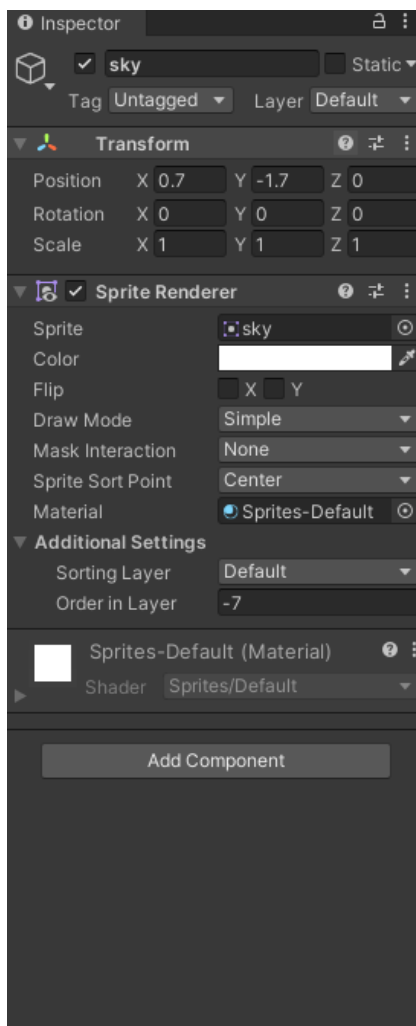 Inspector
sky Static
Tag Untagged Layer Default
Transform
Position X 0.7 Y -1.7 Z 0
Rotation X 0 Y 0 Z 0
Scale X 1 Y 1 Z 1
Sprite Renderer
Sprite sky
Color
Flip X Y
Draw Mode Simple
Mask Interaction None
Sprite Sort Point Center
Material Sprites-Default
Additional Settings
Sorting Layer Default
Order in Layer -7
Sprites-Default (Material)
Shader Sprites/Default
Add Component